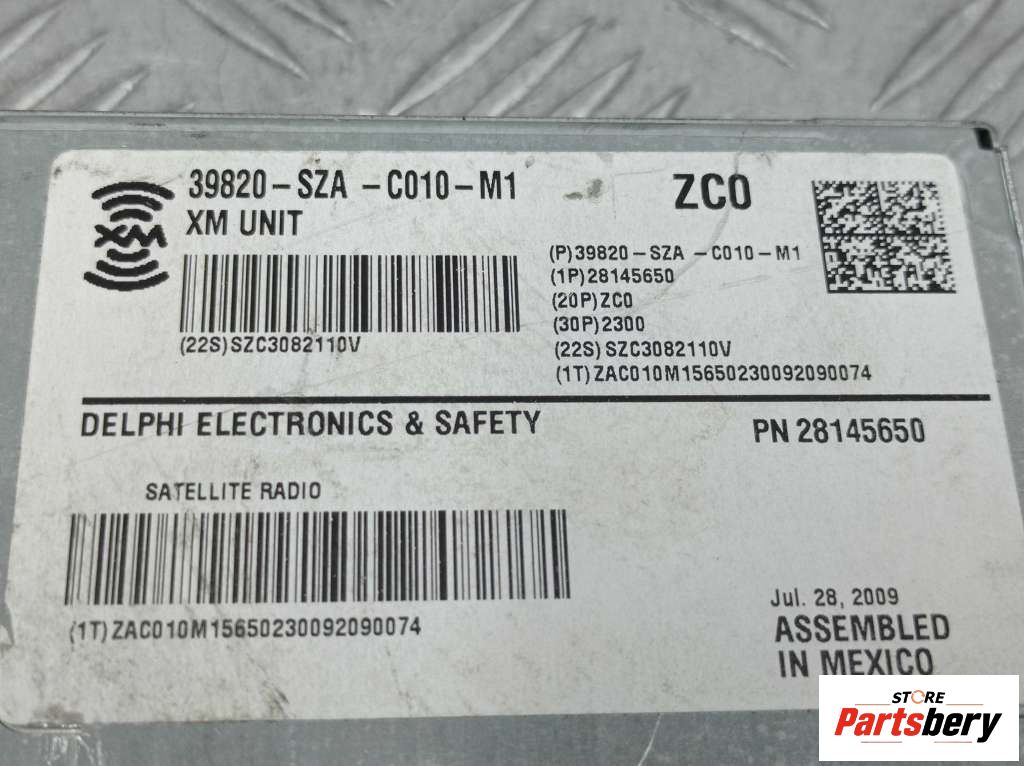 39820-SZA -C010-M1
XM UNIT
ZC0
XM
(22S)SZC3082110V
(P)39820-SZA -C010-M1
(1P)28145650
(20P)ZC0
(30P)2300
(22S)SZC3082110V
(1T)ZAC010M15650230092090074
DELPHI ELECTRONICS & SAFETY
PN 28145650
SATELLITE RADIO
(1T)ZAC010M15650230092090074
Jul. 28, 2009
ASSEMBLED
IN MEXICO
STORE
Partsbery